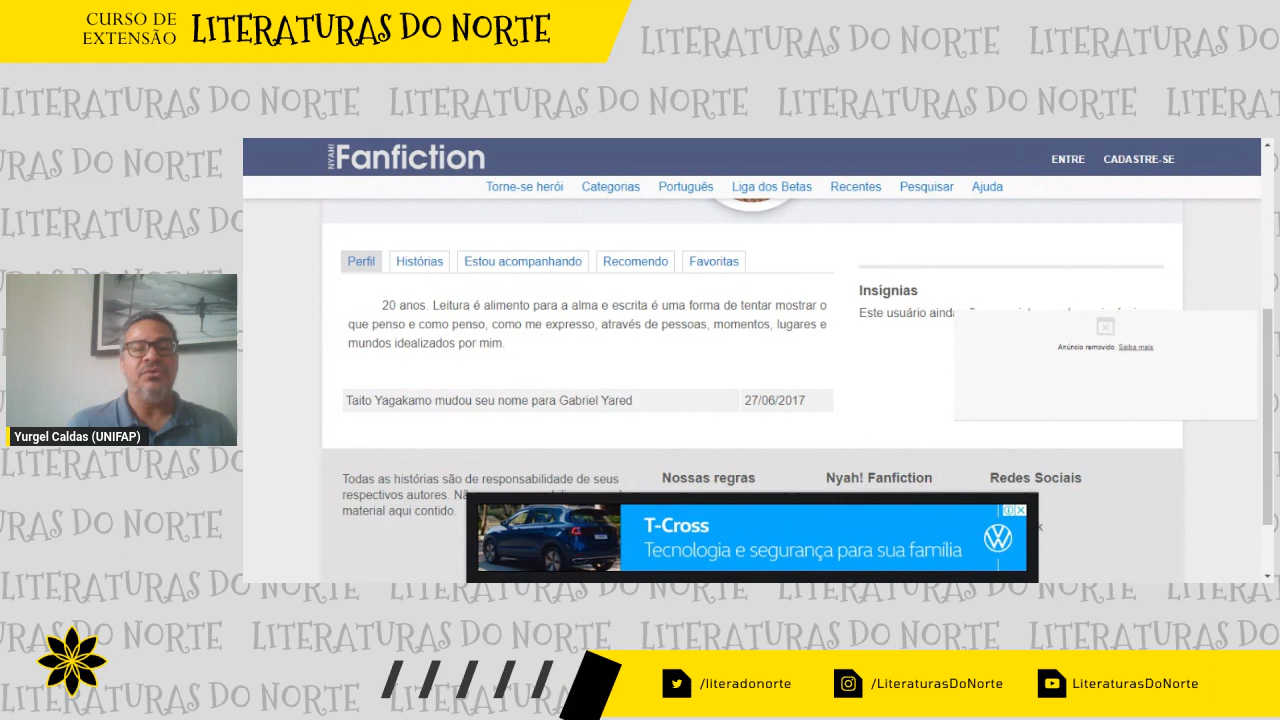 CURSO DE
EXTENSÃO
LITERATURAS DO NORTE
LITERATURAS DO NORTE
NYAH!
Fanfiction
ENTRE
CADASTRE-SE
Torne-se herói
Categorias
Português
Liga dos Betas
Recentes
Pesquisar
Ajuda
Perfil
Histórias
Estou acompanhando
Recomendo
Favoritas
20 anos. Leitura é alimento para a alma e escrita é uma forma de tentar mostrar o
que penso e como penso, como me expresso, através de pessoas, momentos, lugares e
mundos idealizados por mim.
Taito Yagakamo mudou seu nome para Gabriel Yared
27/06/2017
Insignias
Este usuário
Anúncio removido. Saiba mais
Yurgel Caldas (UNIFAP)
Todas as histórias são de responsabilidade de seus
respectivos autores.
material aqui contido.
Nossas regras
Nyah! Fanfiction
Redes Sociais
T-Cross
Tecnologia e segurança para sua família
/literadonorte
/LiteraturasDoNorte
LiteraturasDoNorte